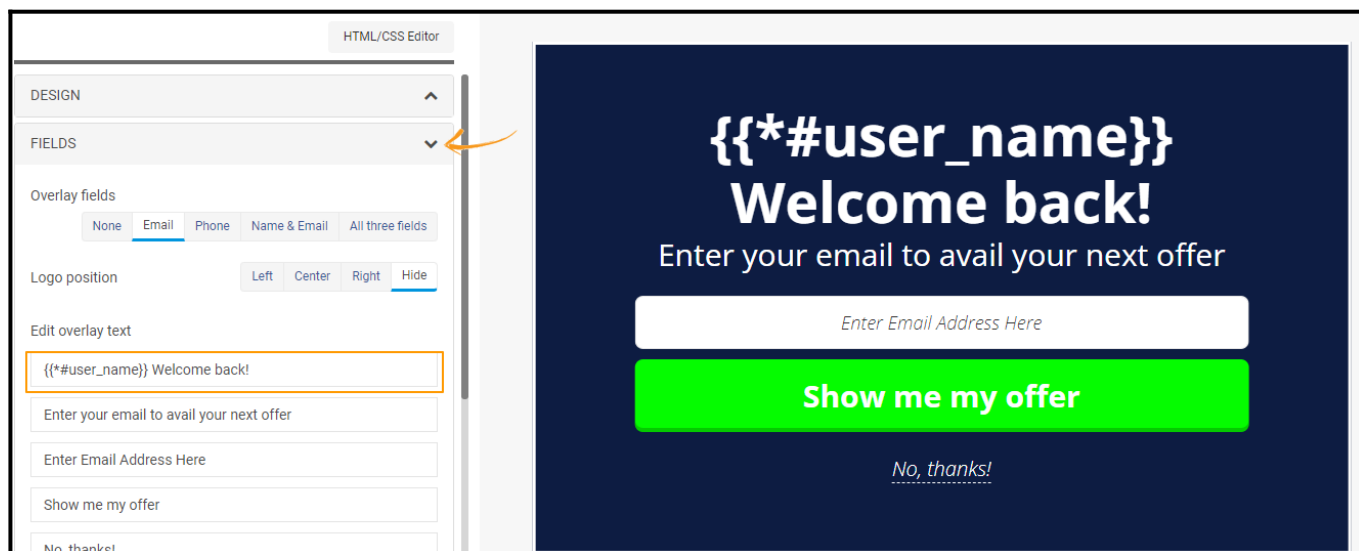 HTML/CSS Editor
DESIGN
FIELDS
Overlay fields
None Email Phone Name & Email All three fields
Logo position Left Center Right Hide
Edit overlay text
{{*#user_name}} Welcome back!
Enter your email to avail your next offer
Enter Email Address Here
Show me my offer
No, thanks!
{{*#user_name}}
Welcome back!
Enter your email to avail your next offer
Enter Email Address Here
Show me my offer
No, thanks!